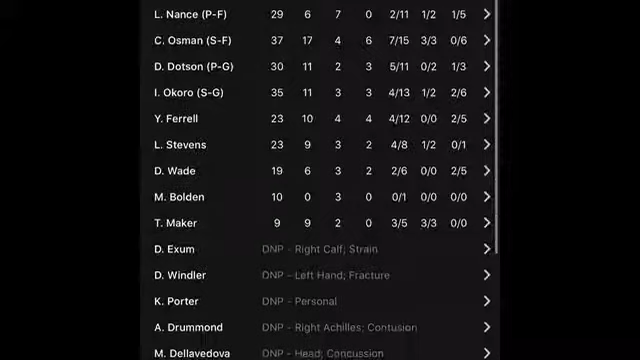 L. Nance (P-F) 29 6 7 0 2/11 1/2 1/5
C. Osman (S-F) 37 17 4 6 7/15 3/3 0/6
D. Dotson (P-G) 30 11 2 3 5/11 0/2 1/3
I. Okoro (S-G) 35 11 3 3 4/13 1/2 2/6
Y. Ferrell 23 10 4 4 4/12 0/0 2/5
L. Stevens 23 9 3 2 4/8 1/2 0/1
D. Wade 19 6 3 2 2/6 0/0 2/5
M. Bolden 10 0 3 0 0/1 0/0 0/0
T. Maker 9 9 2 0 3/5 3/3 0/0
D. Exum DNP - Right Calf; Strain
D. Windler DNP - Left Hand; Fracture
K. Porter DNP - Personal
A. Drummond DNP - Right Achilles; Contusion
M. Dellavedova DNP - Head; Concussion